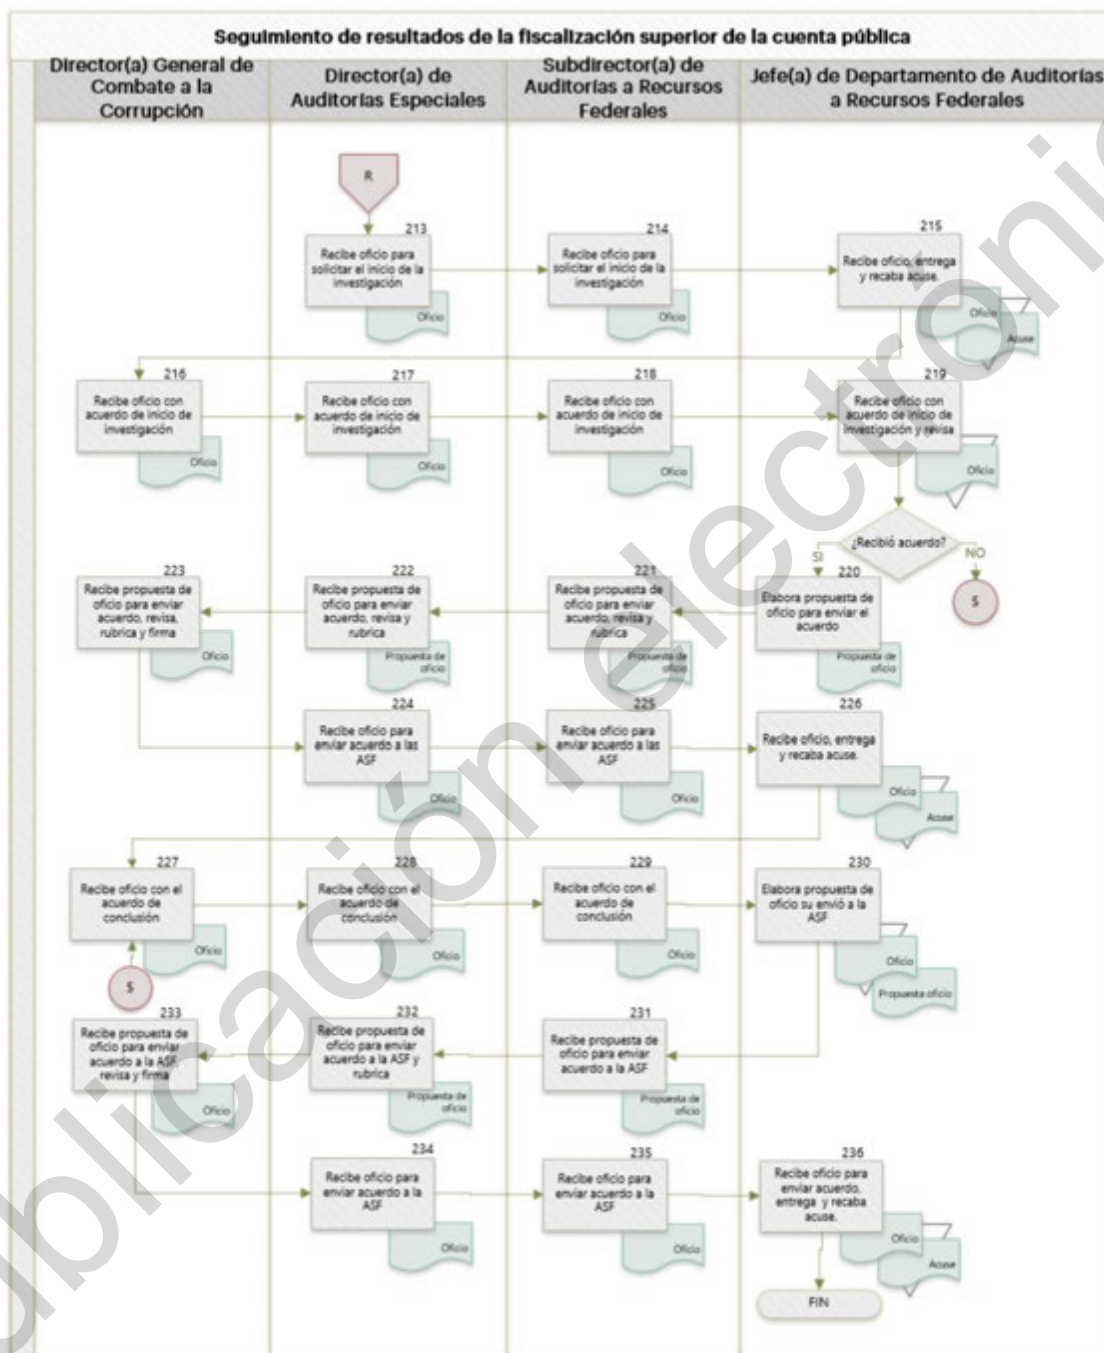 Seguimiento de resultados de la fiscalización superior de la cuenta pública
Director(a) General de
Combate a la
Corrupción
Director(a) de
Auditorías Especiales
Subdirector(a) de
Auditorías a Recursos
Federales
Jefe(a) de Departamento de Auditorías
a Recursos Federales
R
213
Recibe oficio para
solicitar el inicio de la
investigación
Oficio
214
Recibe oficio para
solicitar el inicio de la
investigación
Oficio
215
Recibe oficio, entrega
y recaba acuse.
Oficio
Acuse
216
Recibe oficio con
acuerdo de inicio de
investigación
Oficio
217
Recibe oficio con
acuerdo de inicio de
investigación
Oficio
218
Recibe oficio con
acuerdo de inicio de
investigación
Oficio
219
Recibe oficio con
acuerdo de inicio de
investigación y revisa
Oficio
¿Recibió acuerdo?
SI
NO
S
223
Recibe propuesta de
oficio para enviar
acuerdo, revisa,
rubrica y firma
Oficio
222
Recibe propuesta de
oficio para enviar
acuerdo, revisa y
rubrica
Propuesta de
oficio
221
Recibe propuesta de
oficio para enviar
acuerdo, revisa y
rubrica
Propuesta de
oficio
220
Elabora propuesta de
oficio para enviar el
acuerdo
Propuesta de
oficio
224
Recibe oficio para
enviar acuerdo a las
ASF
Oficio
225
Recibe oficio para
enviar acuerdo a las
ASF
Oficio
226
Recibe oficio, entrega
y recaba acuse.
Oficio
Acuse
227
Recibe oficio con el
acuerdo de
conclusión
Oficio
S
228
Recibe oficio con el
acuerdo de
conclusión
Oficio
229
Recibe oficio con el
acuerdo de
conclusión
Oficio
230
Elabora propuesta de
oficio su envió a la
ASF
Oficio
Propuesta oficio
233
Recibe propuesta de
oficio para enviar
acuerdo a la ASF,
revisa y firma
Oficio
232
Recibe propuesta de
oficio para enviar
acuerdo a la ASF y
rubrica
Propuesta de
oficio
231
Recibe propuesta de
oficio para enviar
acuerdo a la ASF
Propuesta de
oficio
234
Recibe oficio para
enviar acuerdo a la
ASF
Oficio
235
Recibe oficio para
enviar acuerdo a la
ASF
Oficio
236
Recibe oficio para
enviar acuerdo,
entrega y recaba
acuse.
Oficio
Acuse
FIN
ublicación electrónic